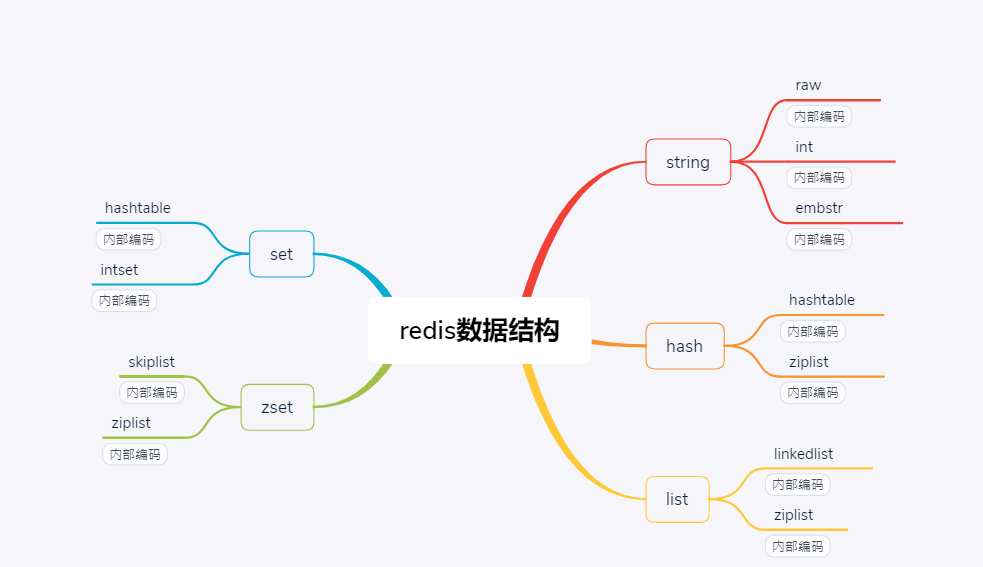 redis数据结构
string
raw
内部编码
int
内部编码
embstr
内部编码
hash
hashtable
内部编码
ziplist
内部编码
list
linkedlist
内部编码
ziplist
内部编码
set
hashtable
内部编码
intset
内部编码
zset
skiplist
内部编码
ziplist
内部编码